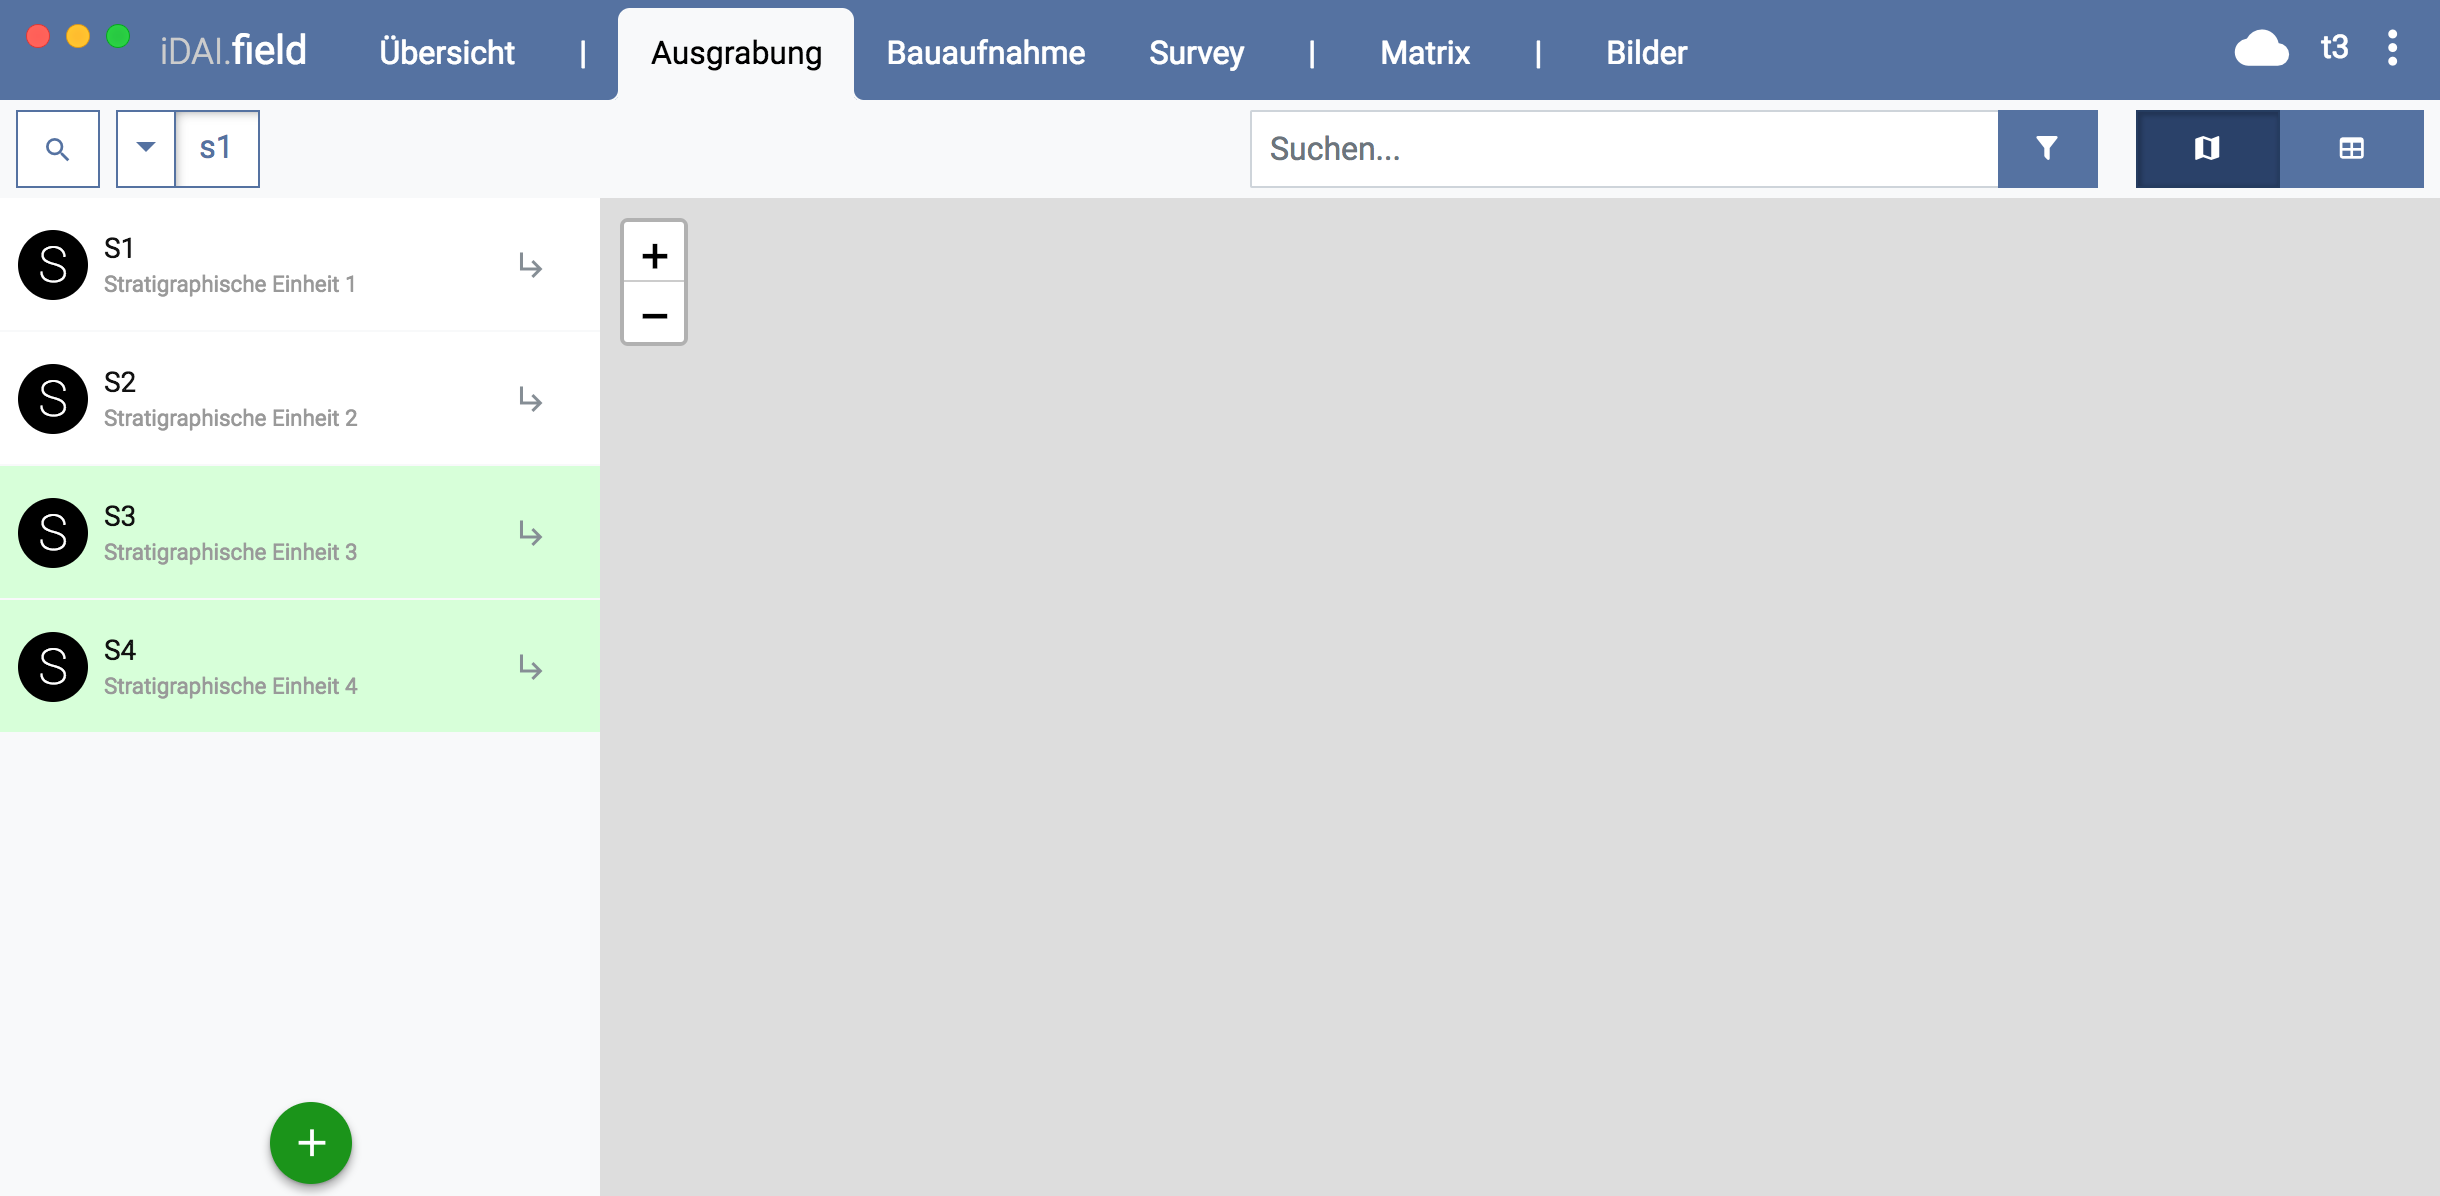 iDAI.field Übersicht | Ausgrabung Bauaufnahme Survey | Matrix | Bilder t3
s1 Suchen...
S S1
Stratigraphische Einheit 1
S S2
Stratigraphische Einheit 2
S S3
Stratigraphische Einheit 3
S S4
Stratigraphische Einheit 4